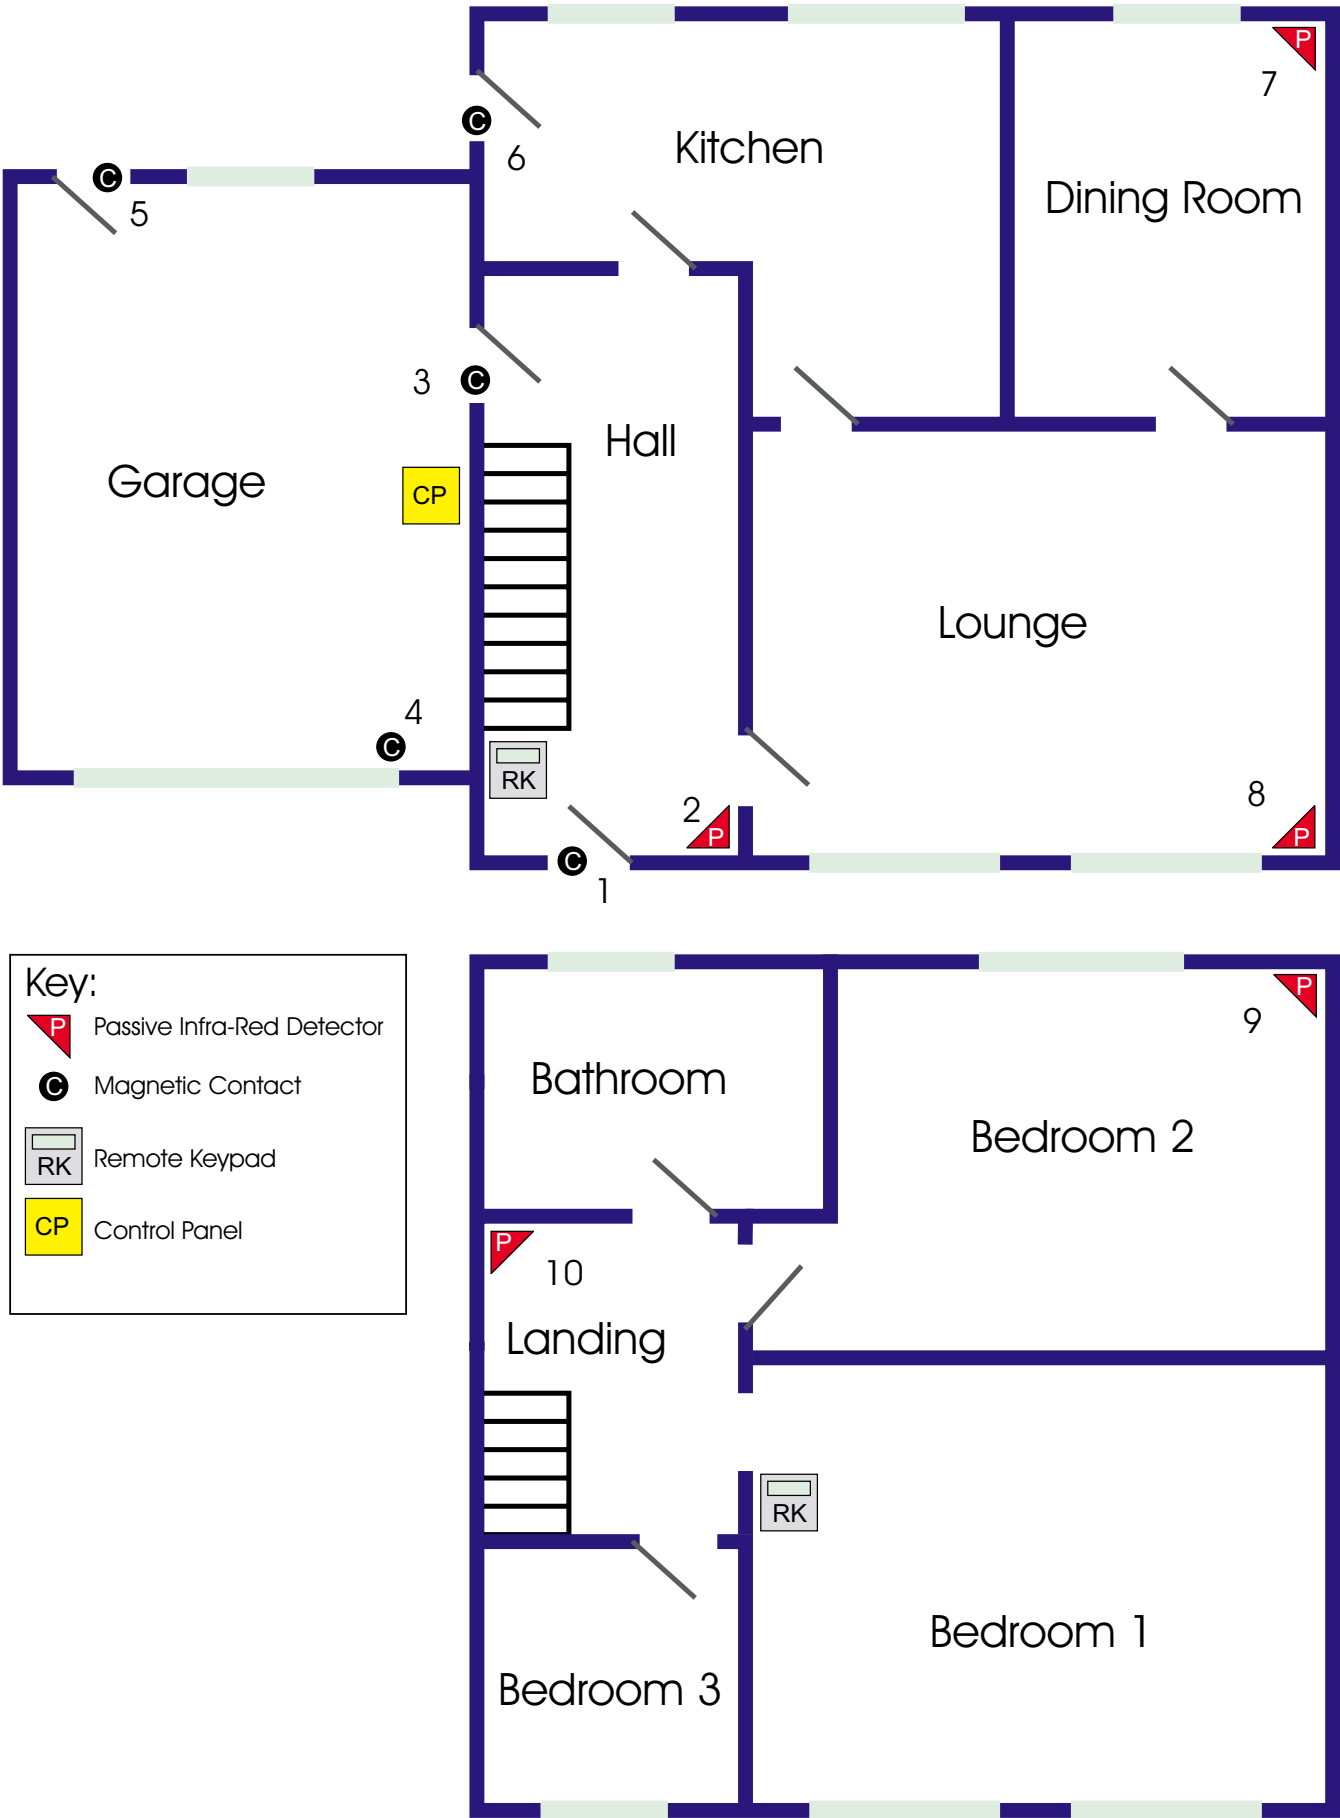 P
7
C
6
Kitchen
Dining Room
C
5
3
C
Hall
Garage
CP
Lounge
4
C
RK
2
P
8
P
C
1
Key:
P Passive Infra-Red Detector
C Magnetic Contact
RK Remote Keypad
CP Control Panel
P
9
Bathroom
Bedroom 2
P
10
Landing
RK
Bedroom 1
Bedroom 3